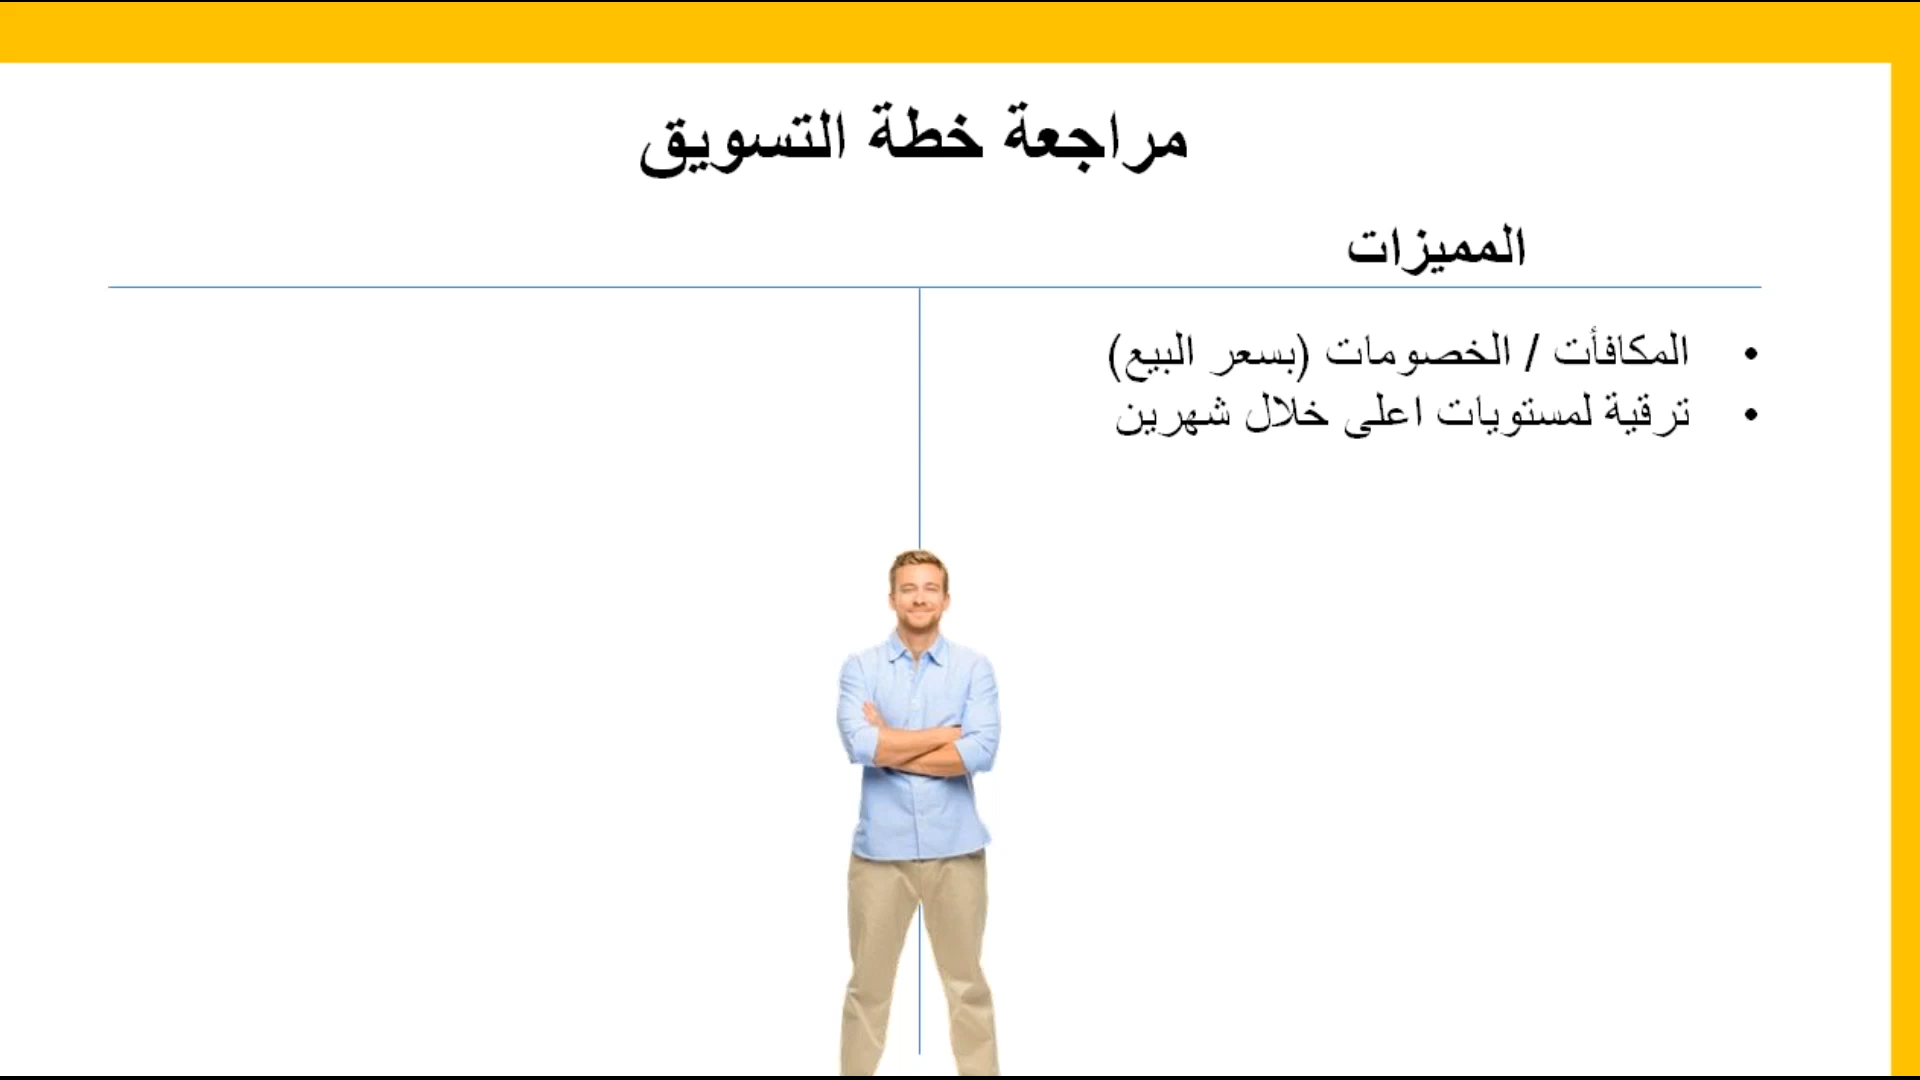 مراجعة خطة التسويق
المميزات
• المكافأت / الخصومات (بسعر البيع)
• ترقية لمستويات اعلى خلال شهرين